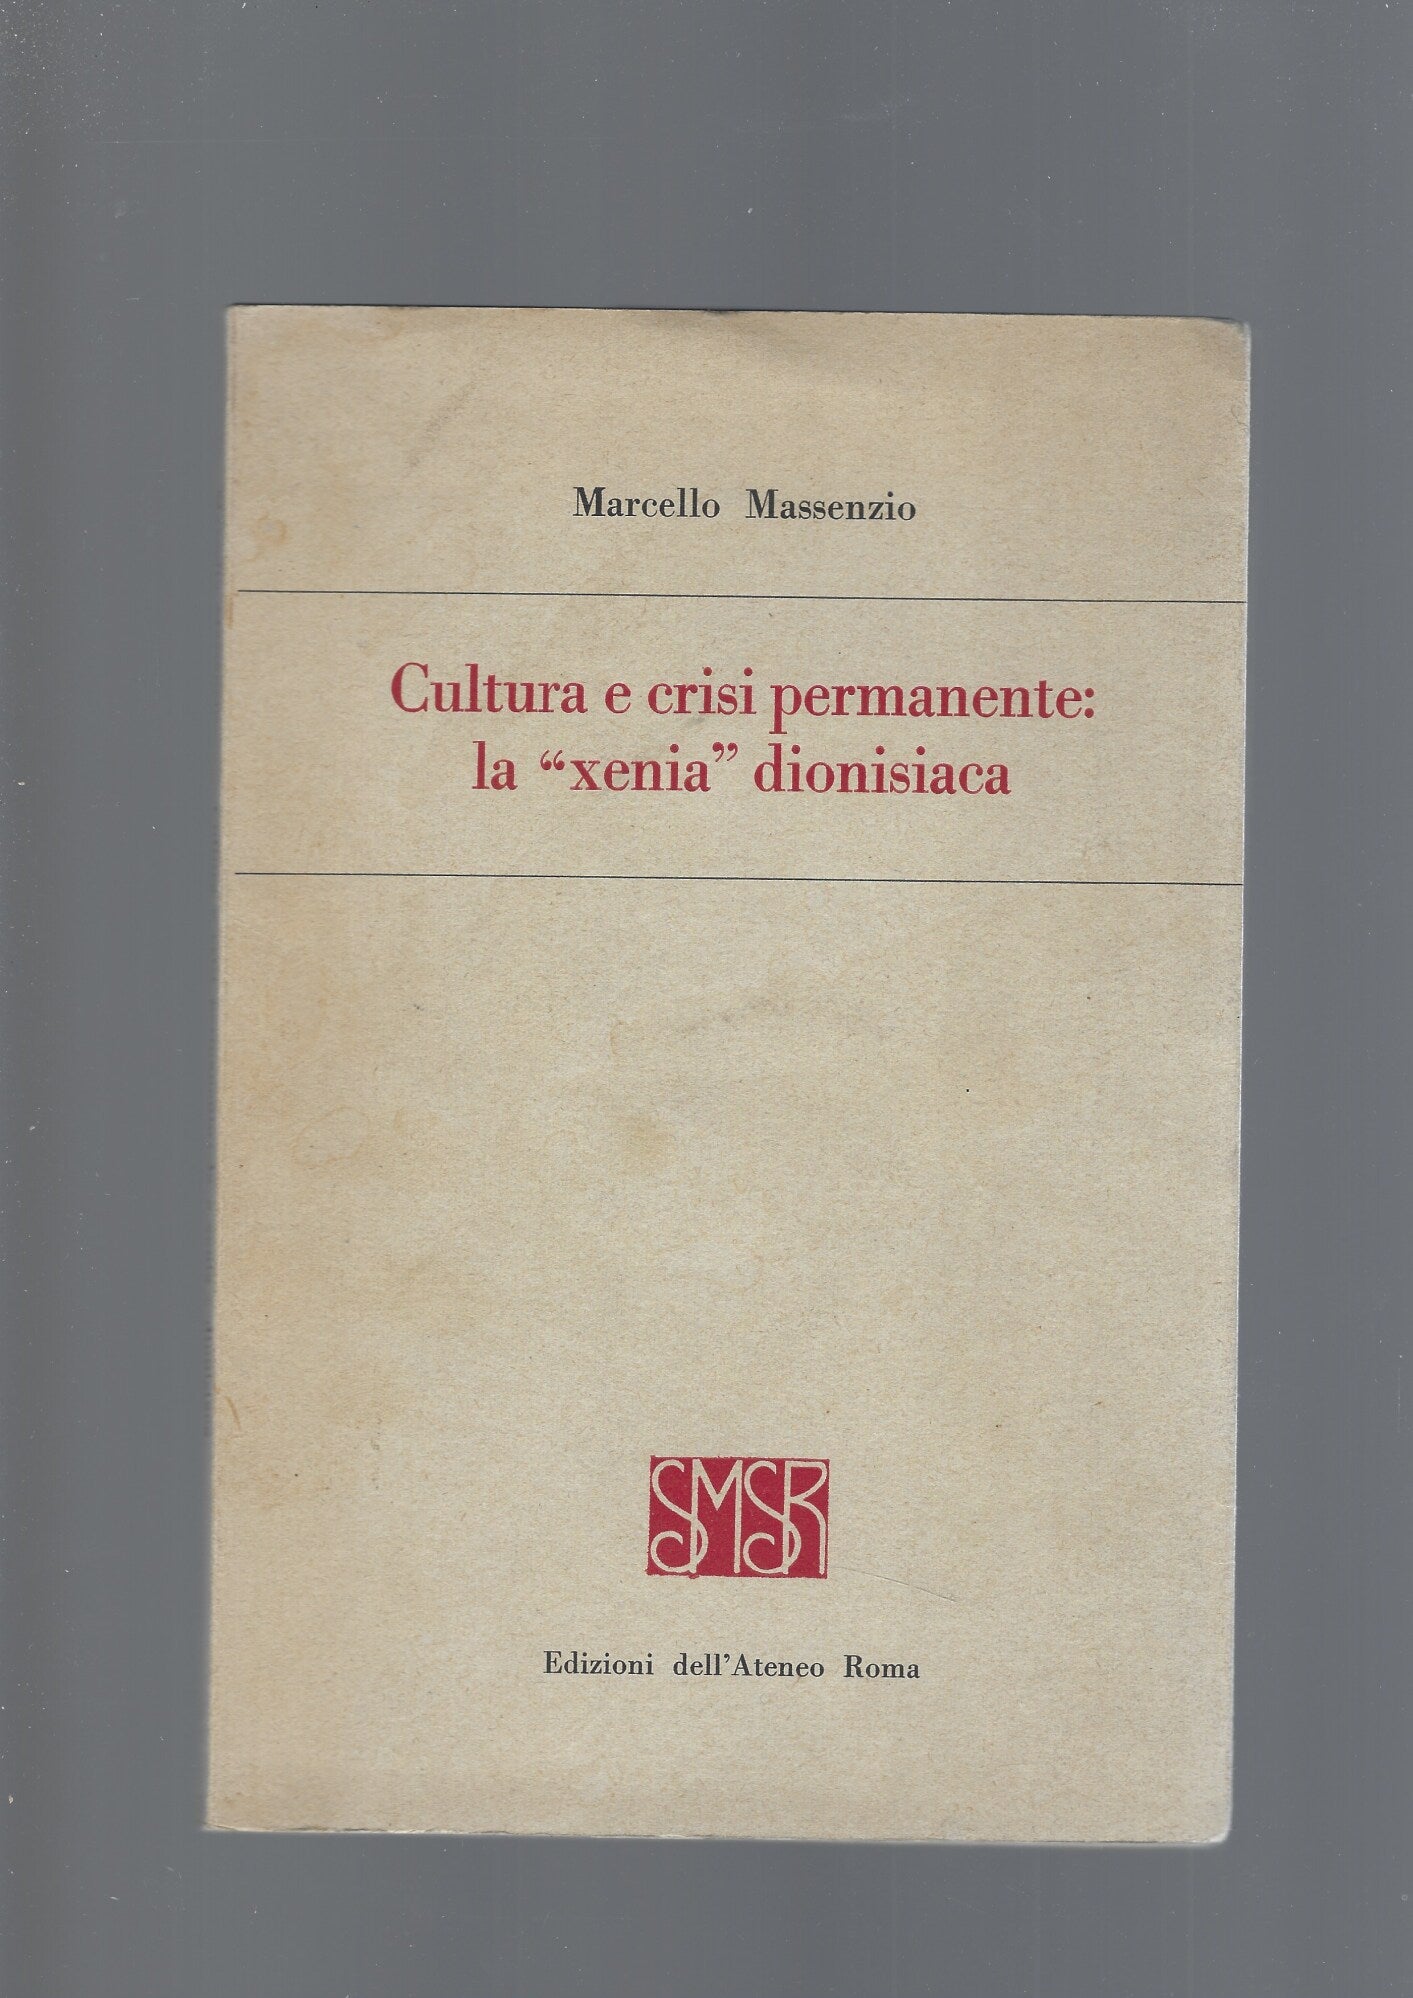 Marcello Massenzio
Cultura e crisi permanente:
la “xenia” dionisiaca
SMSR
Edizioni dell'Ateneo Roma